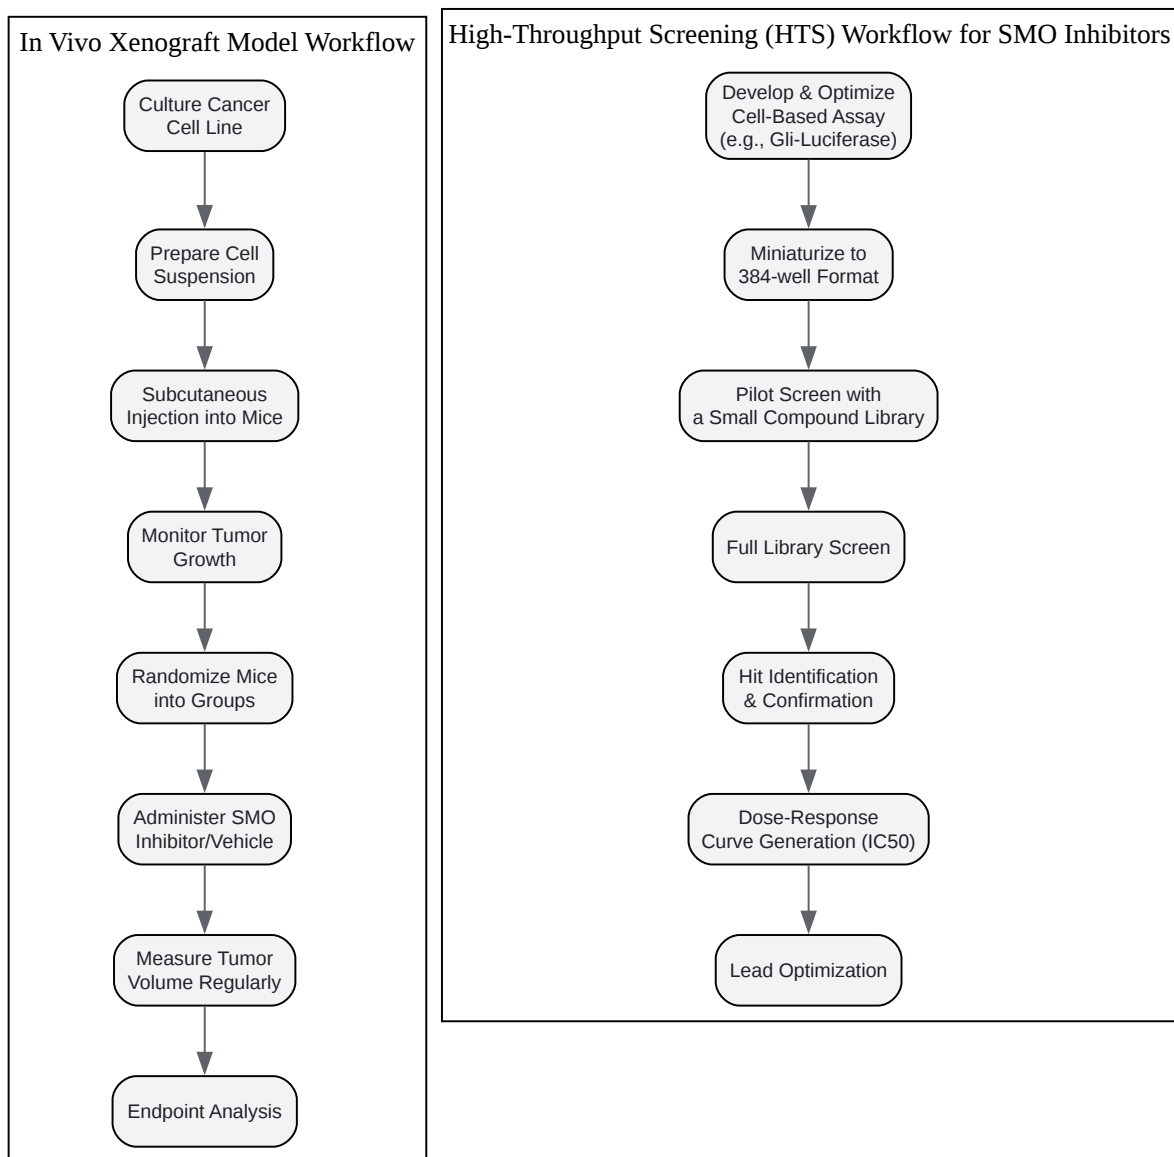 In Vivo Xenograft Model Workflow
Culture Cancer
Cell Line
Prepare Cell
Suspension
Subcutaneous
Injection into Mice
Monitor Tumor
Growth
Randomize Mice
into Groups
Administer SMO
Inhibitor/Vehicle
Measure Tumor
Volume Regularly
Endpoint Analysis
High-Throughput Screening (HTS) Workflow for SMO Inhibitors
Develop & Optimize
Cell-Based Assay
(e.g., Gli-Luciferase)
Miniaturize to
384-well Format
Pilot Screen with
a Small Compound Library
Full Library Screen
Hit Identification
& Confirmation
Dose-Response
Curve Generation (IC50)
Lead Optimization